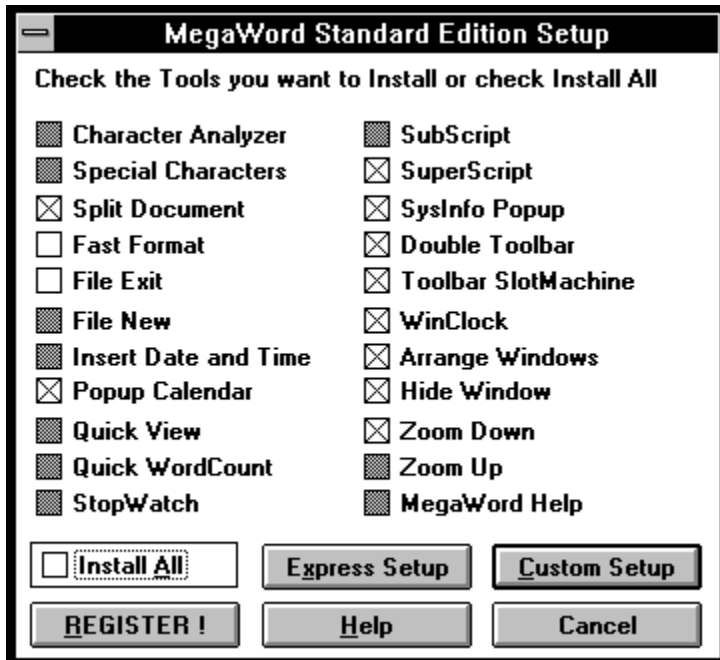 MegaWord Standard Edition Setup
Check the Tools you want to Install or check Install All
Character Analyzer
Special Characters
Split Document
Fast Format
File Exit
File New
Insert Date and Time
Popup Calendar
Quick View
Quick WordCount
StopWatch
SubScript
SuperScript
SysInfo Popup
Double Toolbar
Toolbar SlotMachine
WinClock
Arrange Windows
Hide Window
Zoom Down
Zoom Up
MegaWord Help
Install All
Express Setup
Custom Setup
REGISTER !
Help
Cancel